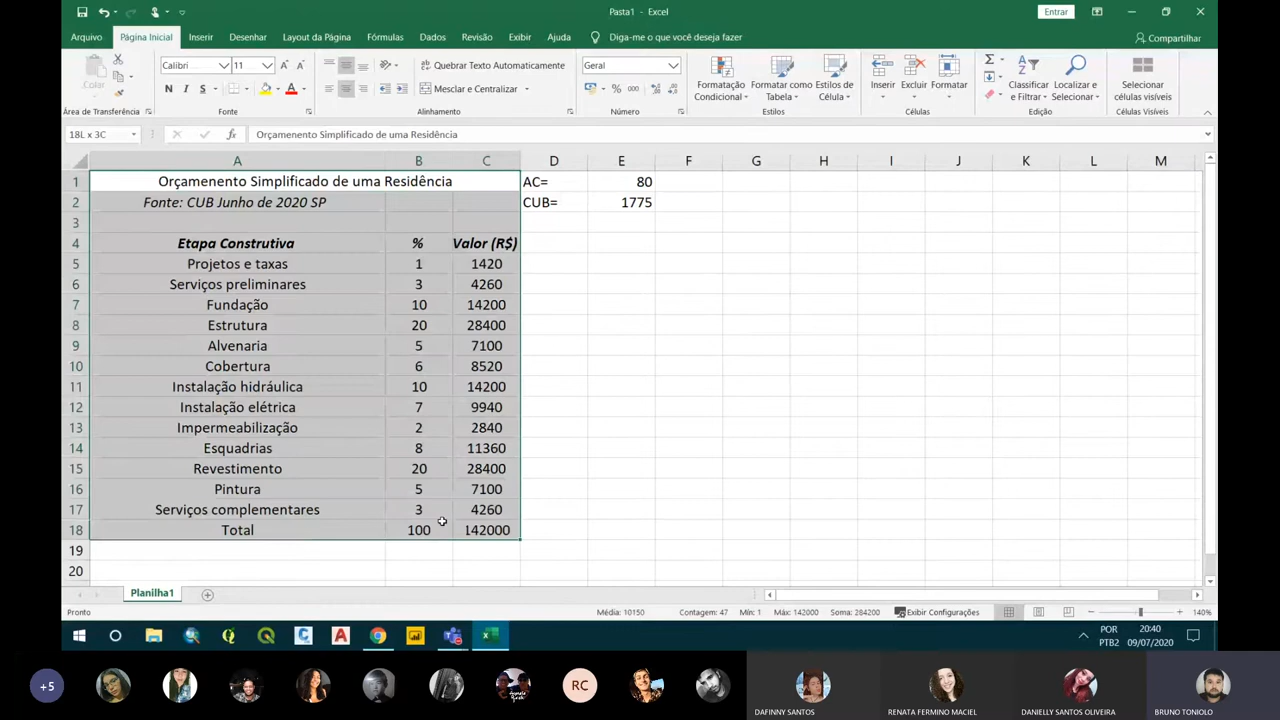 Pasta1 - Excel
Entrar
Arquivo Página Inicial Inserir Desenhar Layout da Página Fórmulas Dados Revisão Exibir Ajuda Diga-me o que você deseja fazer Compartilhar
Colar
Calibri 11
N I S
Quebrar Texto Automaticamente
Mesclar e Centralizar
Geral
% 000
Formatação Condicional
Formatar como Tabela
Estilos de Célula
Inserir Excluir Formatar
Classificar e Filtrar
Localizar e Selecionar
Selecionar células visíveis
Área de Transferência Fonte Alinhamento Número Estilos Células Edição Células visíveis
18L x 3C fx Orçamenento Simplificado de uma Residência
A B C D E F G H I J K L M
1 Orçamenento Simplificado de uma Residência AC= 80
2 Fonte: CUB Junho de 2020 SP CUB= 1775
3
4 Etapa Construtiva % Valor (R$)
5 Projetos e taxas 1 1420
6 Serviços preliminares 3 4260
7 Fundação 10 14200
8 Estrutura 20 28400
9 Alvenaria 5 7100
10 Cobertura 6 8520
11 Instalação hidráulica 10 14200
12 Instalação elétrica 7 9940
13 Impermeabilização 2 2840
14 Esquadrias 8 11360
15 Revestimento 20 28400
16 Pintura 5 7100
17 Serviços complementares 3 4260
18 Total 100 142000
19
20
Planilha1
Pronto Média: 10150 Contagem: 47 Mín: 1 Máx: 142000 Soma: 284200 Exibir Configurações 140%
POR
PTB2
20:40
09/07/2020
+5
RC
DAFINNY SANTOS
RENATA FERMINO MACIEL
DANIELLY SANTOS OLIVEIRA
BRUNO TONIOLO